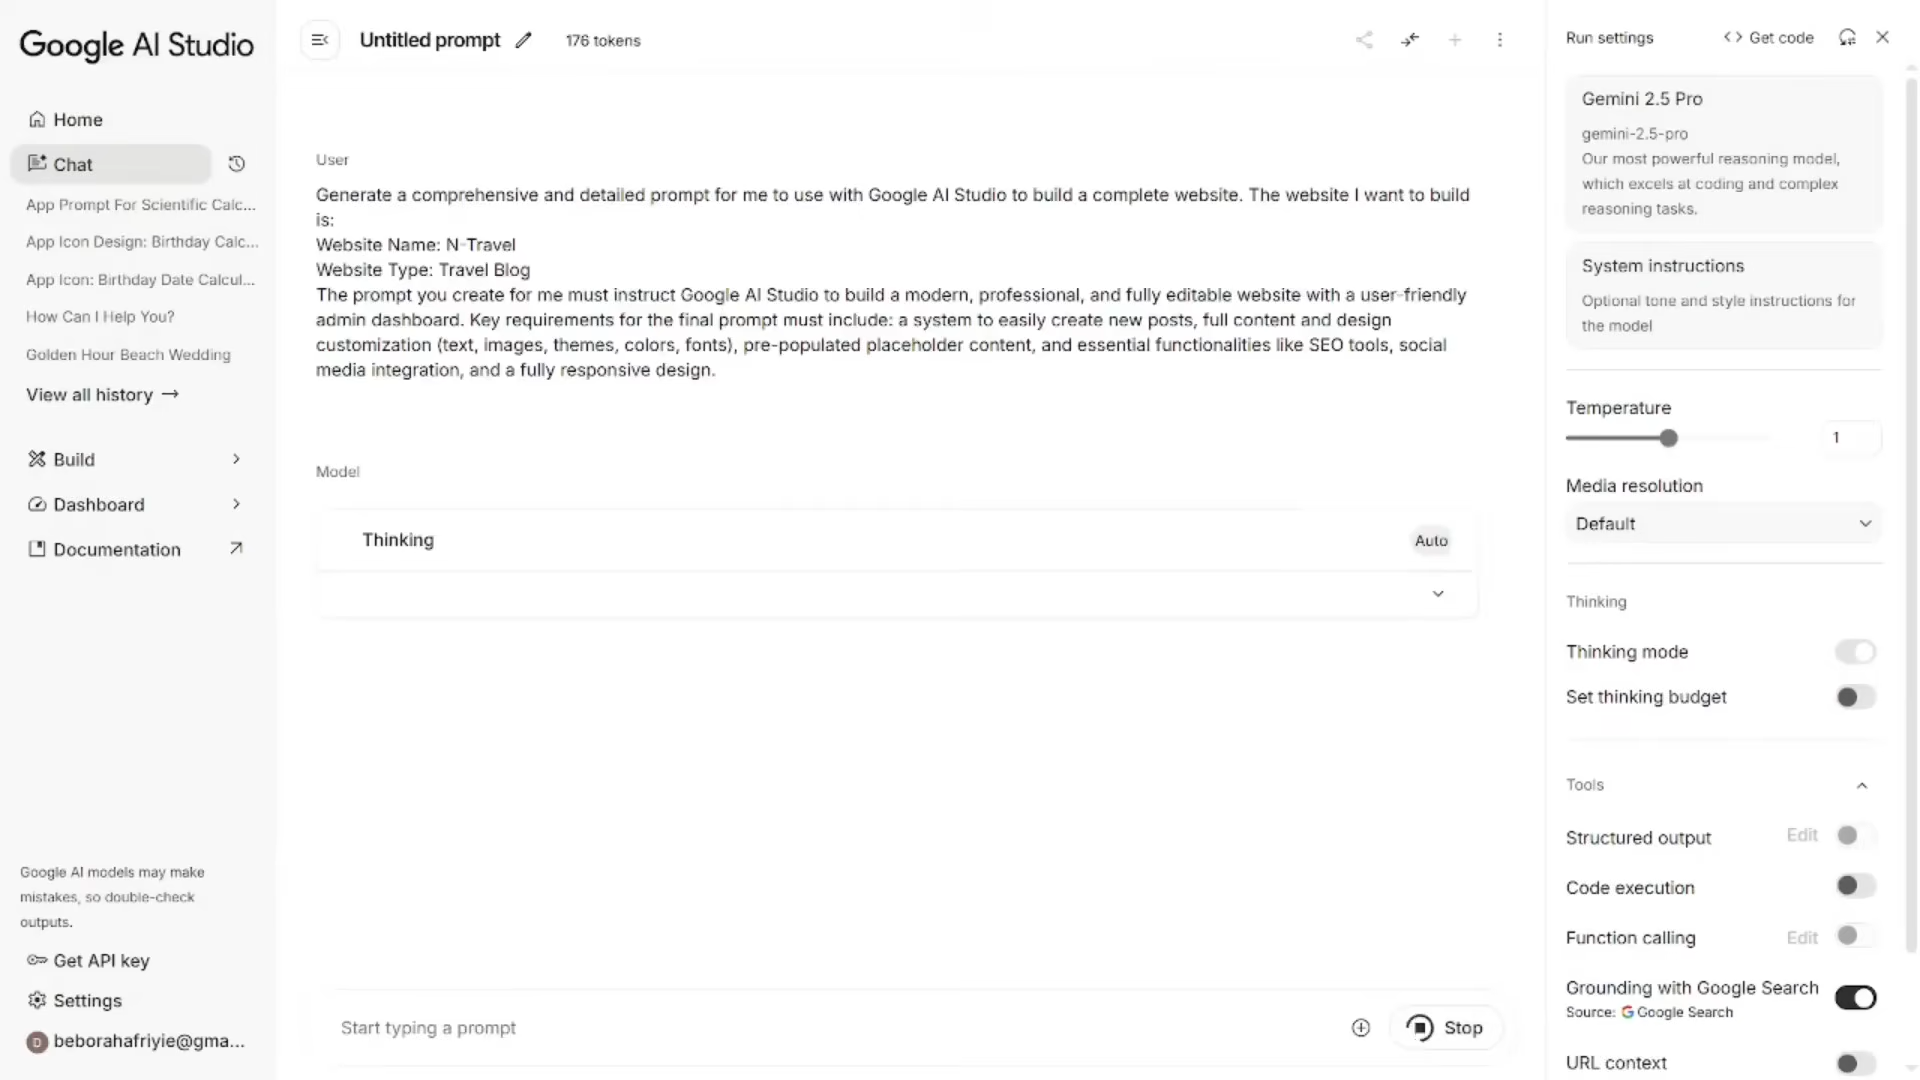 Google AI Studio
Home
Chat
App Prompt For Scientific Calc...
App Icon Design: Birthday Calc...
App Icon: Birthday Date Calcul...
How Can I Help You?
Golden Hour Beach Wedding
View all history →
Build
Dashboard
Documentation
Google AI models may make
mistakes, so double-check
outputs.
Get API key
Settings
D beborahafriyie@gma...
Untitled prompt 176 tokens
User
Generate a comprehensive and detailed prompt for me to use with Google AI Studio to build a complete website. The website I want to build
is:
Website Name: N-Travel
Website Type: Travel Blog
The prompt you create for me must instruct Google AI Studio to build a modern, professional, and fully editable website with a user-friendly
admin dashboard. Key requirements for the final prompt must include: a system to easily create new posts, full content and design
customization (text, images, themes, colors, fonts), pre-populated placeholder content, and essential functionalities like SEO tools, social
media integration, and a fully responsive design.
Model
Thinking Auto
Start typing a prompt Stop
Run settings <> Get code
Gemini 2.5 Pro
gemini-2.5-pro
Our most powerful reasoning model,
which excels at coding and complex
reasoning tasks.
System instructions
Optional tone and style instructions for
the model
Temperature
1
Media resolution
Default
Thinking
Thinking mode
Set thinking budget
Tools
Structured output Edit
Code execution
Function calling Edit
Grounding with Google Search
Source: G Google Search
URL context